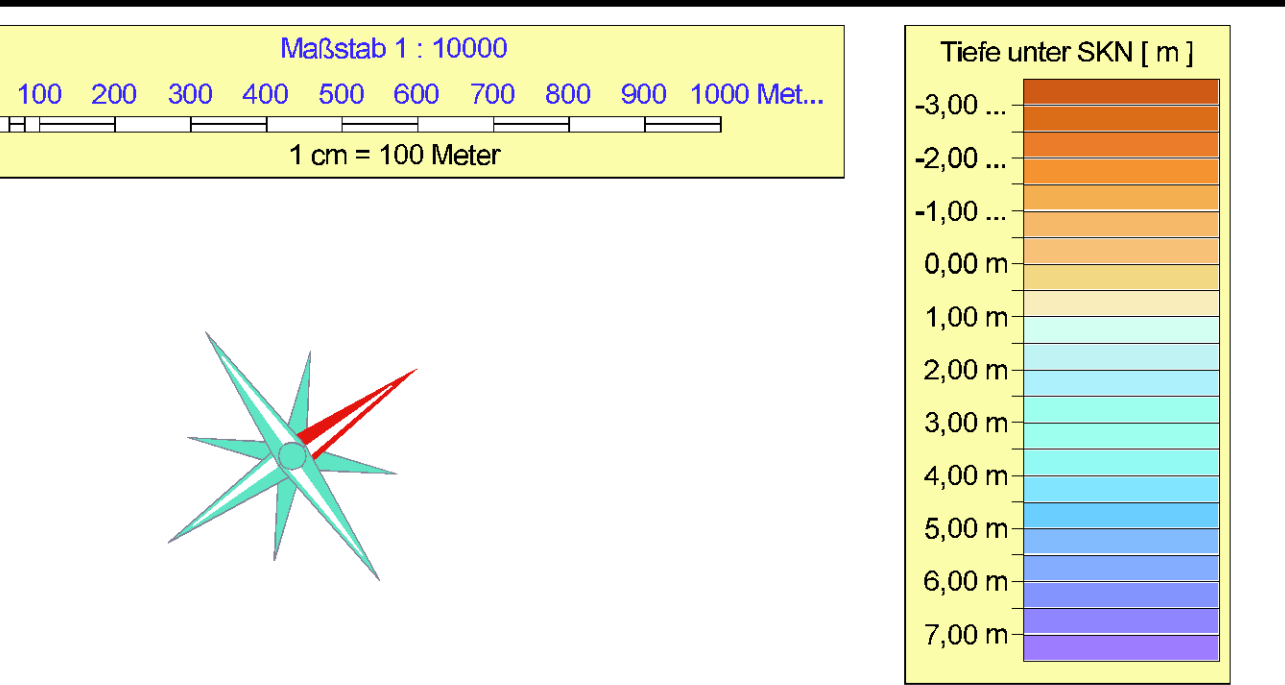 Maßstab 1 : 10000
100 200 300 400 500 600 700 800 900 1000 Met...
1 cm = 100 Meter
Tiefe unter SKN [ m ]
-3,00 ...
-2,00 ...
-1,00 ...
0,00 m
1,00 m
2,00 m
3,00 m
4,00 m
5,00 m
6,00 m
7,00 m